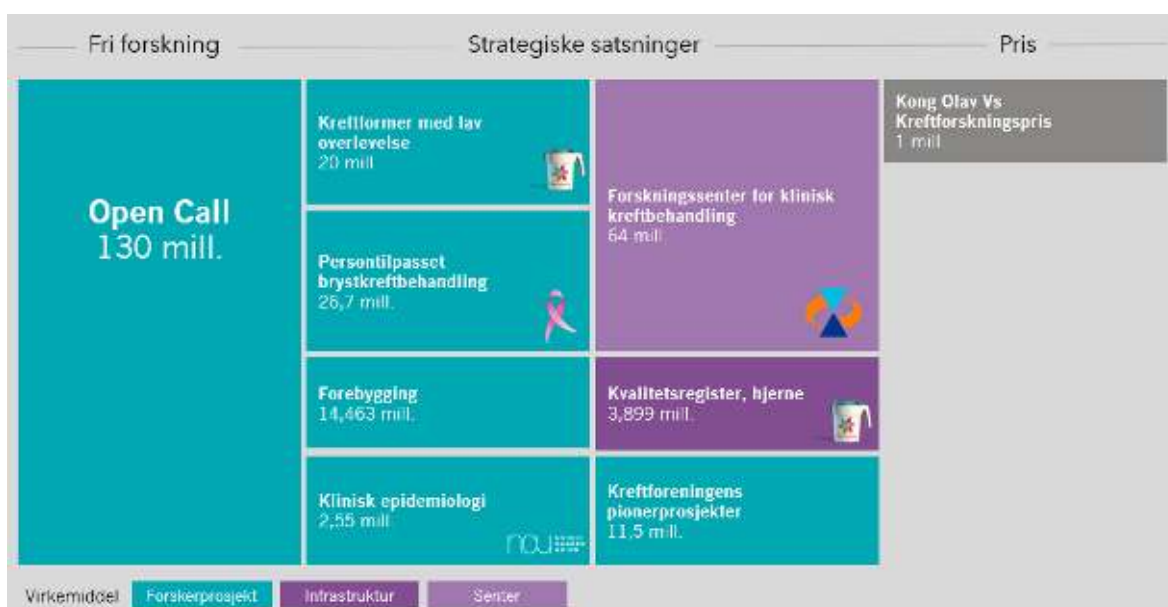 Fri forskning
Strategiske satsninger
Pris
Open Call
130 mill.
Kreftformer med lav
overlevelse
20 mill
Persontilpasset
brystkreftbehandling
26,7 mill.
Forebygging
14,463 mill.
Klinisk epidemiologi
2,55 mill
ncu
Forskningssenter for klinisk
kreftbehandling
64 mill
Kvalitetsregister, hjerne
3,899 mill.
Kreftforeningens
pionerprosjekter
11,5 mill.
Kong Olav Vs
Kreftforskningspris
1 mill
Virkemiddel
Forskerprosjekt
Infrastruktur
Senter